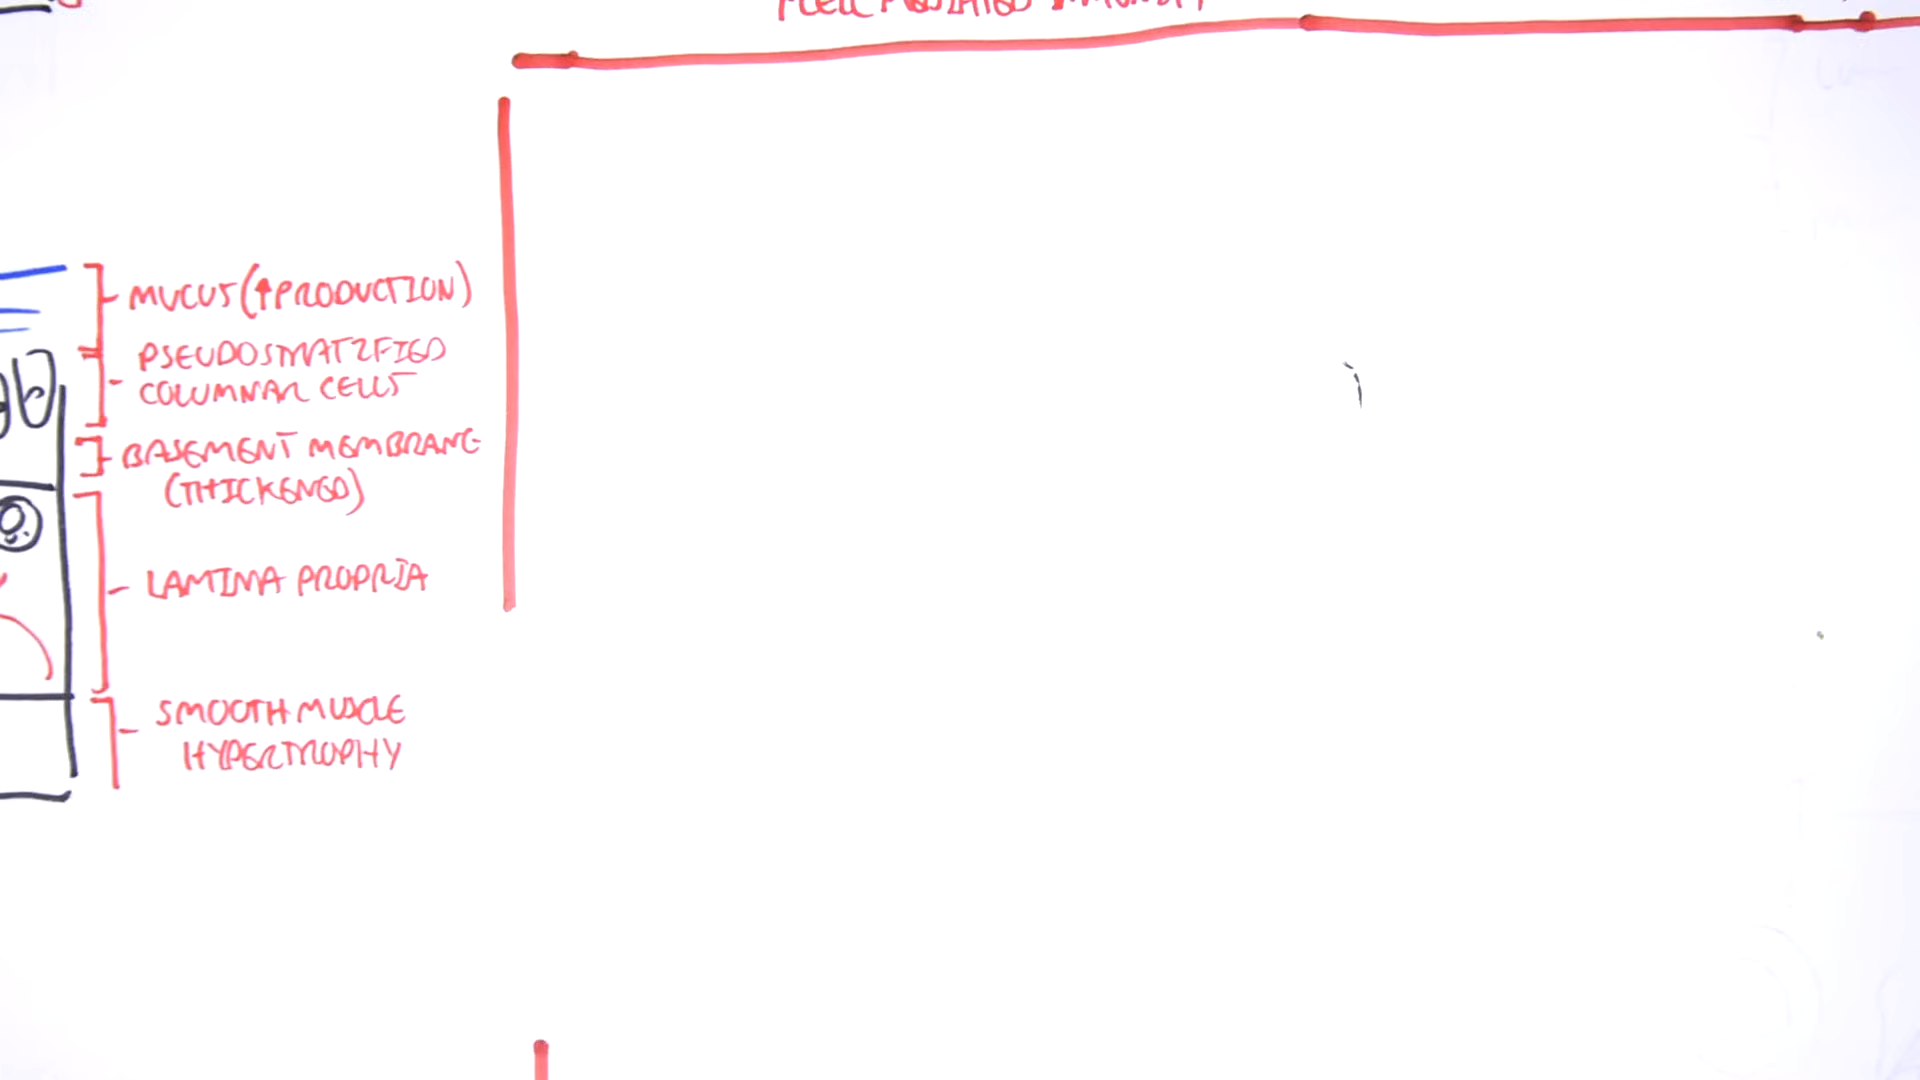 MUCUS (↑PRODUCTION)
PSEUDOSTRATIFIED
COLUMNAR CELLS
BASEMENT MEMBRANE
(THICKENED)
LAMINA PROPRIA
SMOOTH MUSCLE
HYPERTROPHY